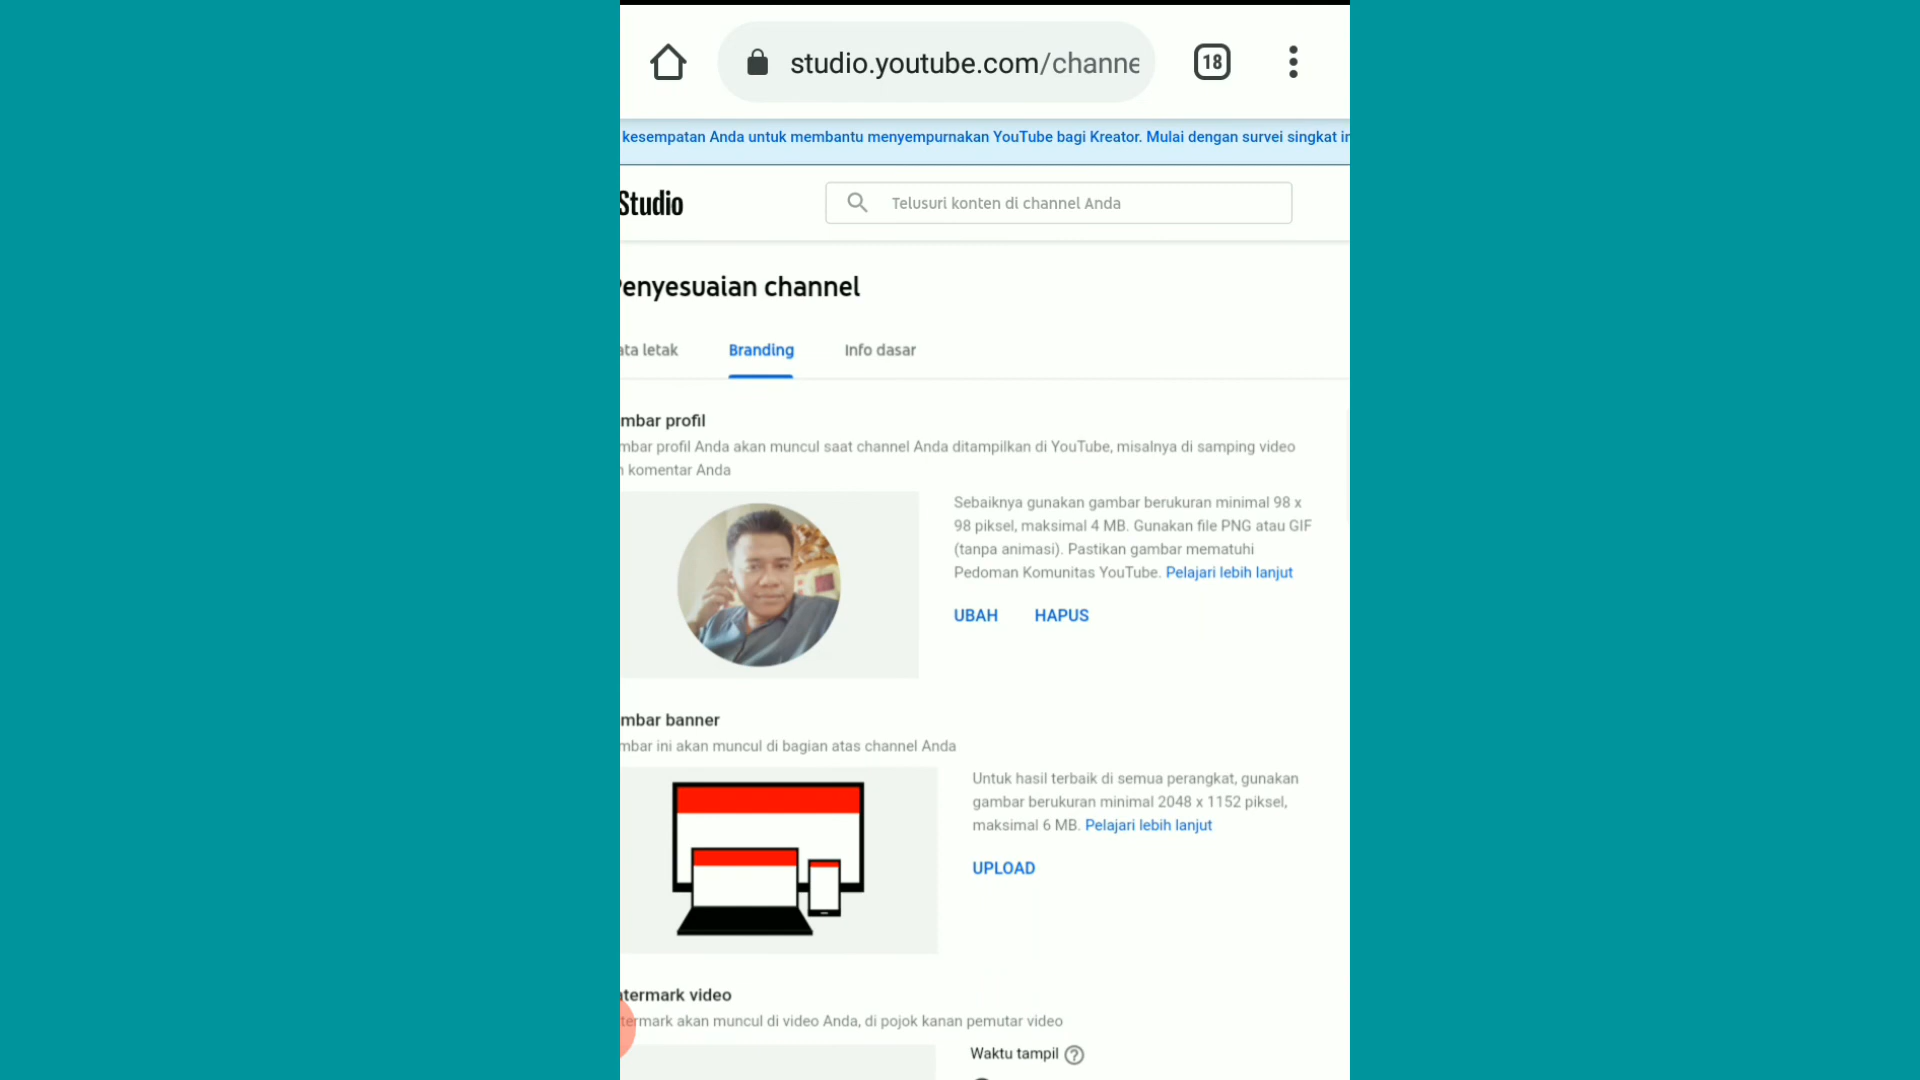 studio.youtube.com/channe
18
kesempatan Anda untuk membantu menyempurnakan YouTube bagi Kreator. Mulai dengan survei singkat in
Studio
Telusuri konten di channel Anda
enyesuaian channel
ata letak
Branding
Info dasar
mbar profil
mbar profil Anda akan muncul saat channel Anda ditampilkan di YouTube, misalnya di samping video
n komentar Anda
Sebaiknya gunakan gambar berukuran minimal 98 x
98 piksel, maksimal 4 MB. Gunakan file PNG atau GIF
(tanpa animasi). Pastikan gambar mematuhi
Pedoman Komunitas YouTube. Pelajari lebih lanjut
UBAH
HAPUS
mbar banner
mbar ini akan muncul di bagian atas channel Anda
Untuk hasil terbaik di semua perangkat, gunakan
gambar berukuran minimal 2048 x 1152 piksel,
maksimal 6 MB. Pelajari lebih lanjut
UPLOAD
atermark video
termark akan muncul di video Anda, di pojok kanan pemutar video
Waktu tampil ?